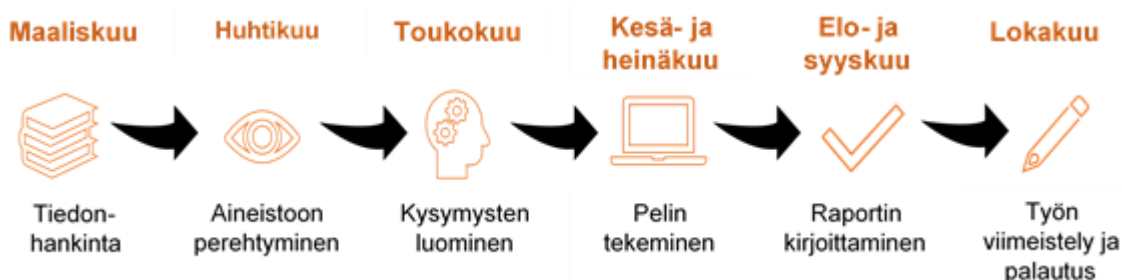 Maaliskuu
Huhtikuu
Toukokuu
Kesä- ja
heinäkuu
Elo- ja
syyskuu
Lokakuu
Tiedon-
hankinta
Aineistoon
perehtyminen
Kysymysten
luominen
Pelin
tekeminen
Raportin
kirjoittaminen
Työn
viimeistely ja
palautus